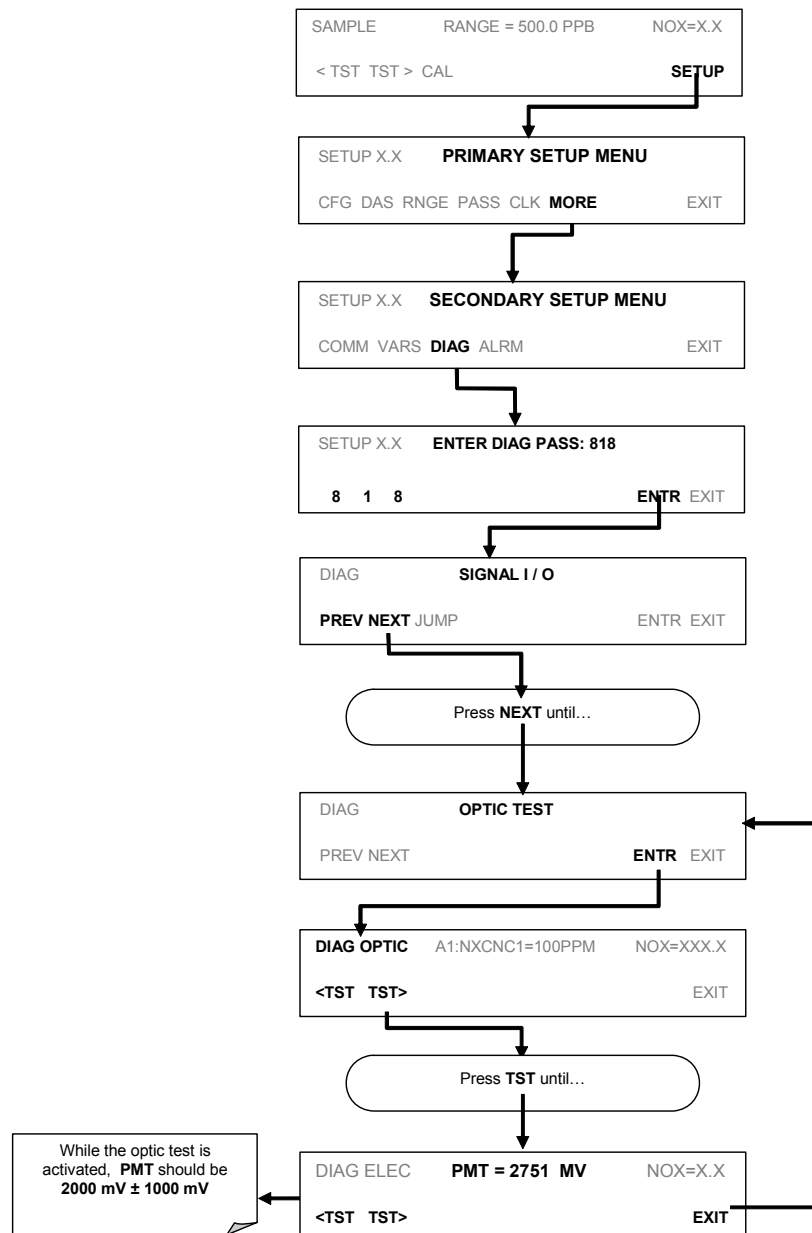 SAMPLE RANGE = 500.0 PPB NOX=X.X
< TST TST > CAL SETUP
SETUP X.X PRIMARY SETUP MENU
CFG DAS RNGE PASS CLK MORE EXIT
SETUP X.X SECONDARY SETUP MENU
COMM VARS DIAG ALRM EXIT
SETUP X.X ENTER DIAG PASS: 818
8 1 8 ENTR EXIT
DIAG SIGNAL I / O
PREV NEXT JUMP ENTR EXIT
Press NEXT until…
DIAG OPTIC TEST
PREV NEXT ENTR EXIT
DIAG OPTIC A1:NXCNC1=100PPM NOX=XXX.X
<TST TST> EXIT
Press TST until…
While the optic test is
activated, PMT should be
2000 mV ± 1000 mV
DIAG ELEC PMT = 2751 MV NOX=X.X
<TST TST> EXIT